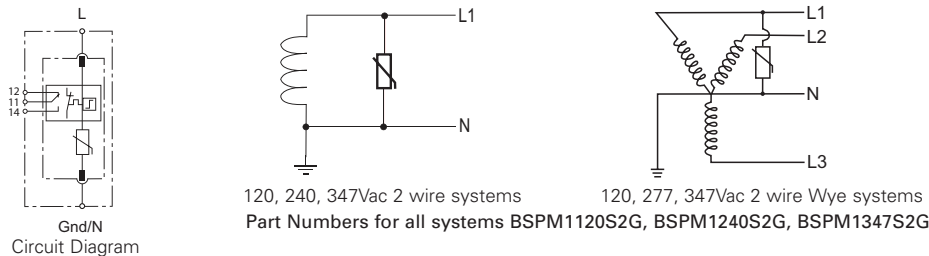 L
12
11
14
Gnd/N
Circuit Diagram
L1
N
120, 240, 347Vac 2 wire systems
L1
L2
N
L3
120, 277, 347Vac 2 wire Wye systems
Part Numbers for all systems BSPM1120S2G, BSPM1240S2G, BSPM1347S2G